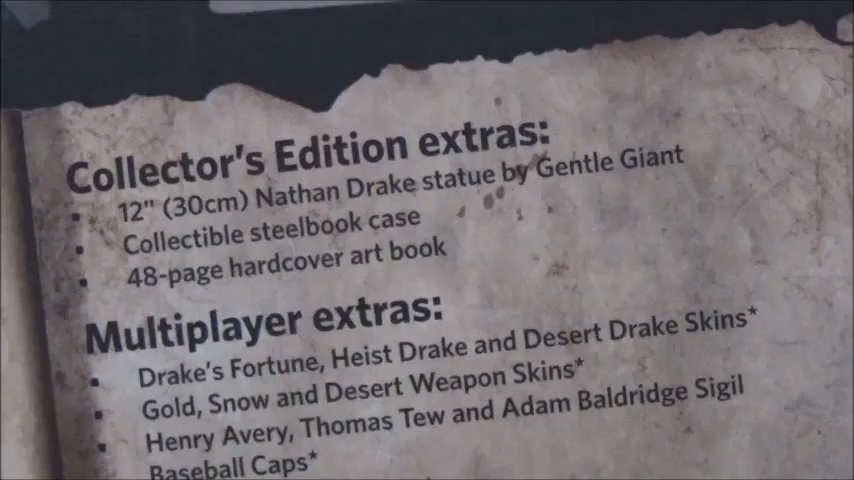 Collector's Edition extras:
▪ 12" (30cm) Nathan Drake statue by Gentle Giant
▪ Collectible steelbook case
▪ 48-page hardcover art book
Multiplayer extras:
▪ Drake's Fortune, Heist Drake and Desert Drake Skins*
▪ Gold, Snow and Desert Weapon Skins*
▪ Henry Avery, Thomas Tew and Adam Baldridge Sigil
Baseball Caps*